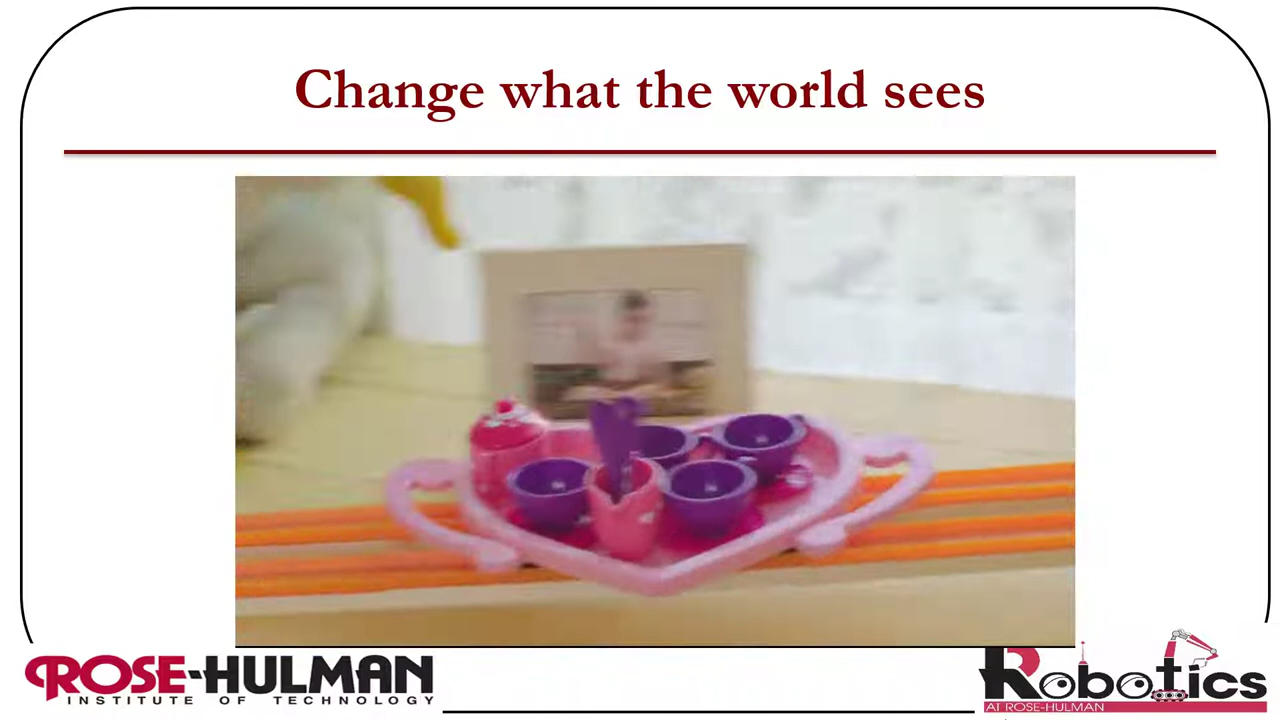 Change what the world sees
ROSE-HULMAN
INSTITUTE OF TECHNOLOGY
Robotics
AT ROSE-HULMAN